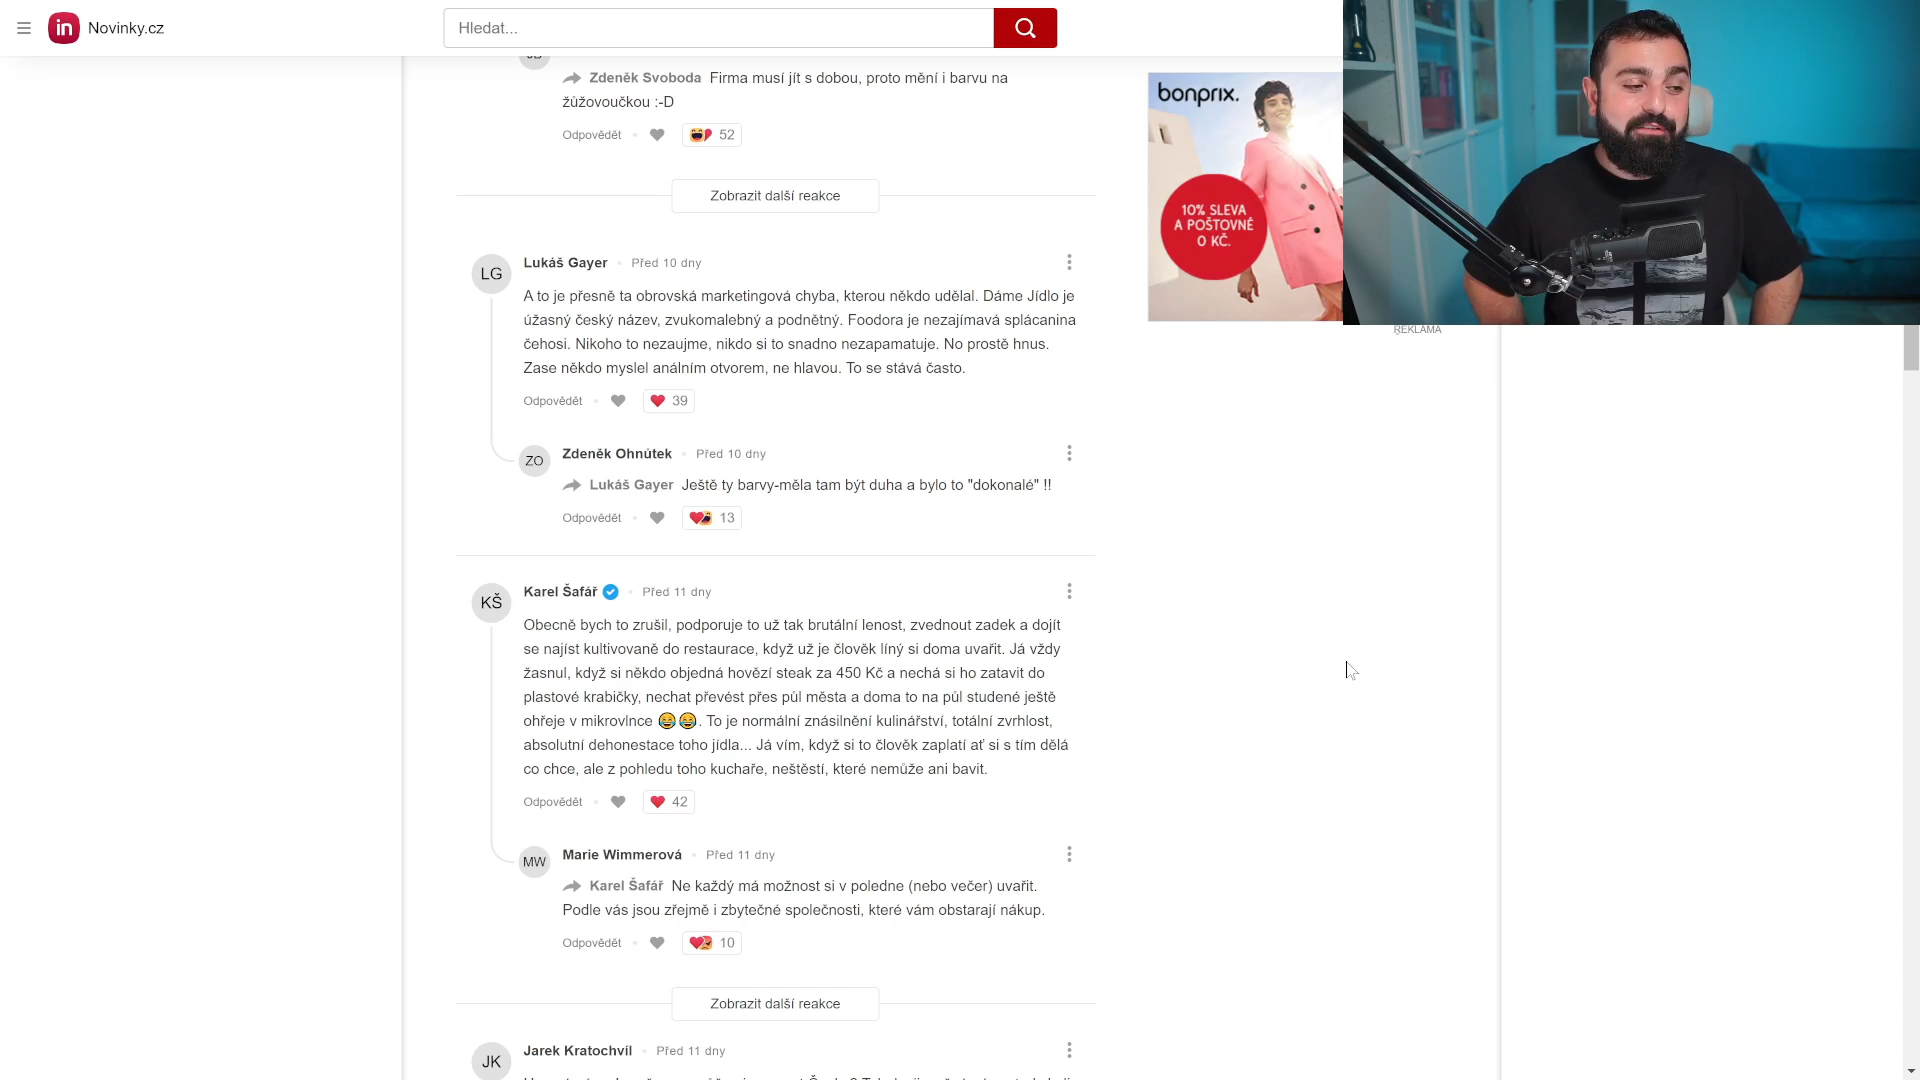 in Novinky.cz
Hledat...
Zdeněk Svoboda Firma musí jít s dobou, proto mění i barvu na
žůžovoučkou :-D
Odpovědět 52
Zobrazit další reakce
bonprix.
10% SLEVA
A POŠTOVNÉ
0 KČ.
REKLAMA
LG Lukáš Gayer Před 10 dny
A to je přesně ta obrovská marketingová chyba, kterou někdo udělal. Dáme Jídlo je
úžasný český název, zvukomalebný a podnětný. Foodora je nezajímavá splácanina
čehosi. Nikoho to nezaujme, nikdo si to snadno nezapamatuje. No prostě hnus.
Zase někdo myslel análním otvorem, ne hlavou. To se stává často.
Odpovědět 39
ZO Zdeněk Ohnútek Před 10 dny
Lukáš Gayer Ještě ty barvy-měla tam být duha a bylo to "dokonalé" !!
Odpovědět 13
KŠ Karel Šafář Před 11 dny
Obecně bych to zrušil, podporuje to už tak brutální lenost, zvednout zadek a dojít
se najíst kultivovaně do restaurace, když už je člověk líný si doma uvařit. Já vždy
žasnul, když si někdo objedná hovězí steak za 450 Kč a nechá si ho zatavit do
plastové krabičky, nechat převést přes půl města a doma to na půl studené ještě
ohřeje v mikrovlnce 😂😂. To je normální znásilnění kulinářství, totální zvrhlost,
absolutní dehonestace toho jídla... Já vím, když si to člověk zaplatí ať si s tím dělá
co chce, ale z pohledu toho kuchaře, neštěstí, které nemůže ani bavit.
Odpovědět 42
MW Marie Wimmerová Před 11 dny
Karel Šafář Ne každý má možnost si v poledne (nebo večer) uvařit.
Podle vás jsou zřejmě i zbytečné společnosti, které vám obstarají nákup.
Odpovědět 10
Zobrazit další reakce
JK Jarek Kratochvíl Před 11 dny